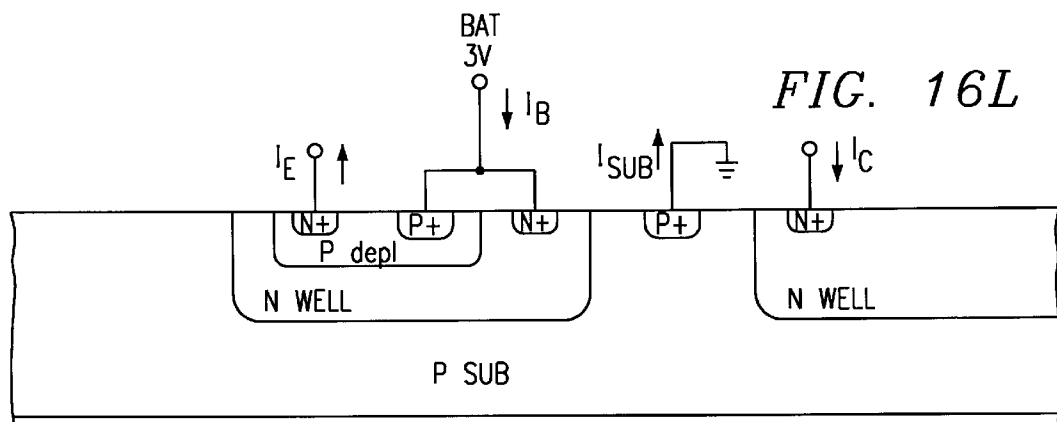 BAT
3V
FIG. 16L
I_B
I_E
I_SUB
I_C
N+ P+ N+ P+ N+
P depl
N WELL N WELL
P SUB